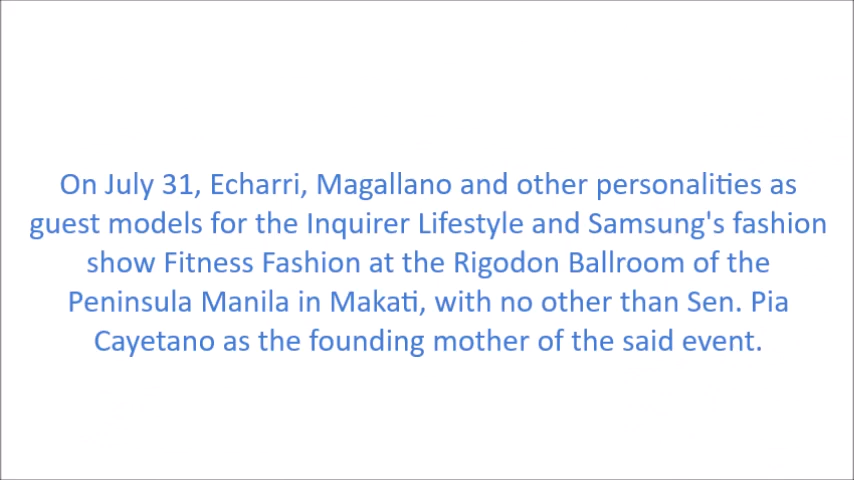 On July 31, Echarri, Magallano and other personalities as
guest models for the Inquirer Lifestyle and Samsung's fashion
show Fitness Fashion at the Rigodon Ballroom of the
Peninsula Manila in Makati, with no other than Sen. Pia
Cayetano as the founding mother of the said event.